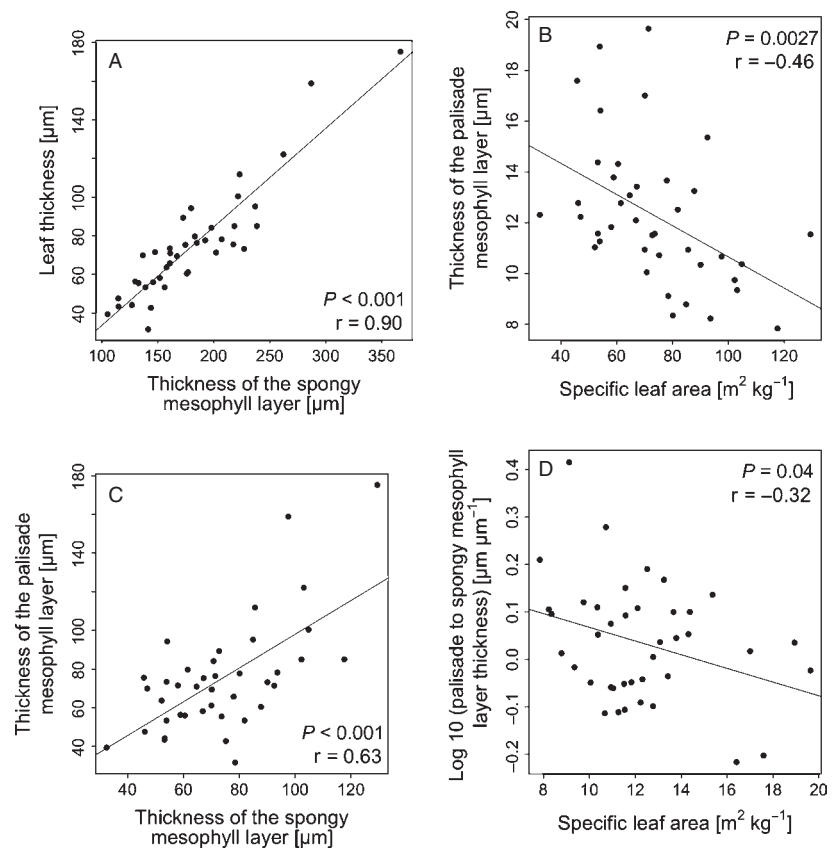 A
Leaf thickness [µm]
180
140
100
80
60
40
P < 0.001
r = 0.90
100 150 200 250 300 350
Thickness of the spongy
mesophyll layer [µm]
B
Thickness of the palisade
mesophyll layer [µm]
20
18
16
14
12
10
8
P = 0.0027
r = –0.46
40 60 80 100 120
Specific leaf area [m² kg⁻¹]
C
Thickness of the palisade
mesophyll layer [µm]
180
140
100
80
60
40
P < 0.001
r = 0.63
40 60 80 100 120
Thickness of the spongy
mesophyll layer [µm]
D
Log 10 (palisade to spongy mesophyll
layer thickness) [µm µm⁻¹]
0.4
0.3
0.2
0.1
0.0
–0.1
–0.2
P = 0.04
r = –0.32
8 10 12 14 16 18 20
Specific leaf area [m² kg⁻¹]